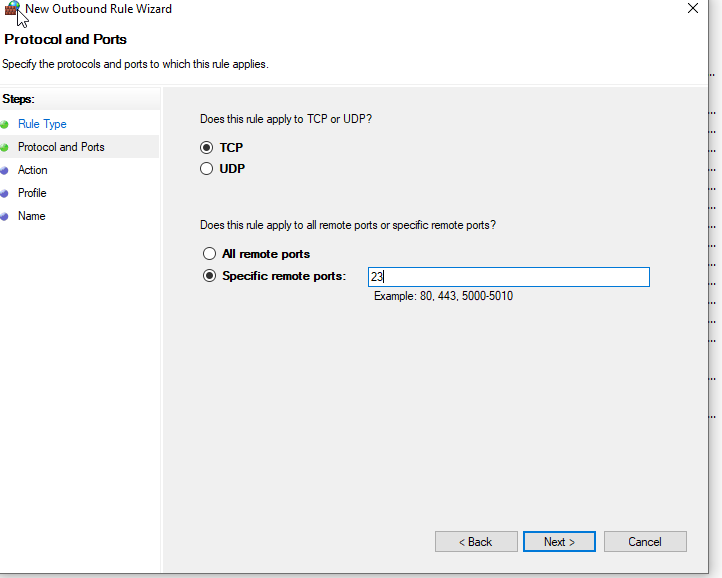 New Outbound Rule Wizard
Protocol and Ports
Specify the protocols and ports to which this rule applies.
Steps:
Rule Type
Protocol and Ports
Action
Profile
Name
Does this rule apply to TCP or UDP?
TCP
UDP
Does this rule apply to all remote ports or specific remote ports?
All remote ports
Specific remote ports:
23
Example: 80, 443, 5000-5010
< Back
Next >
Cancel